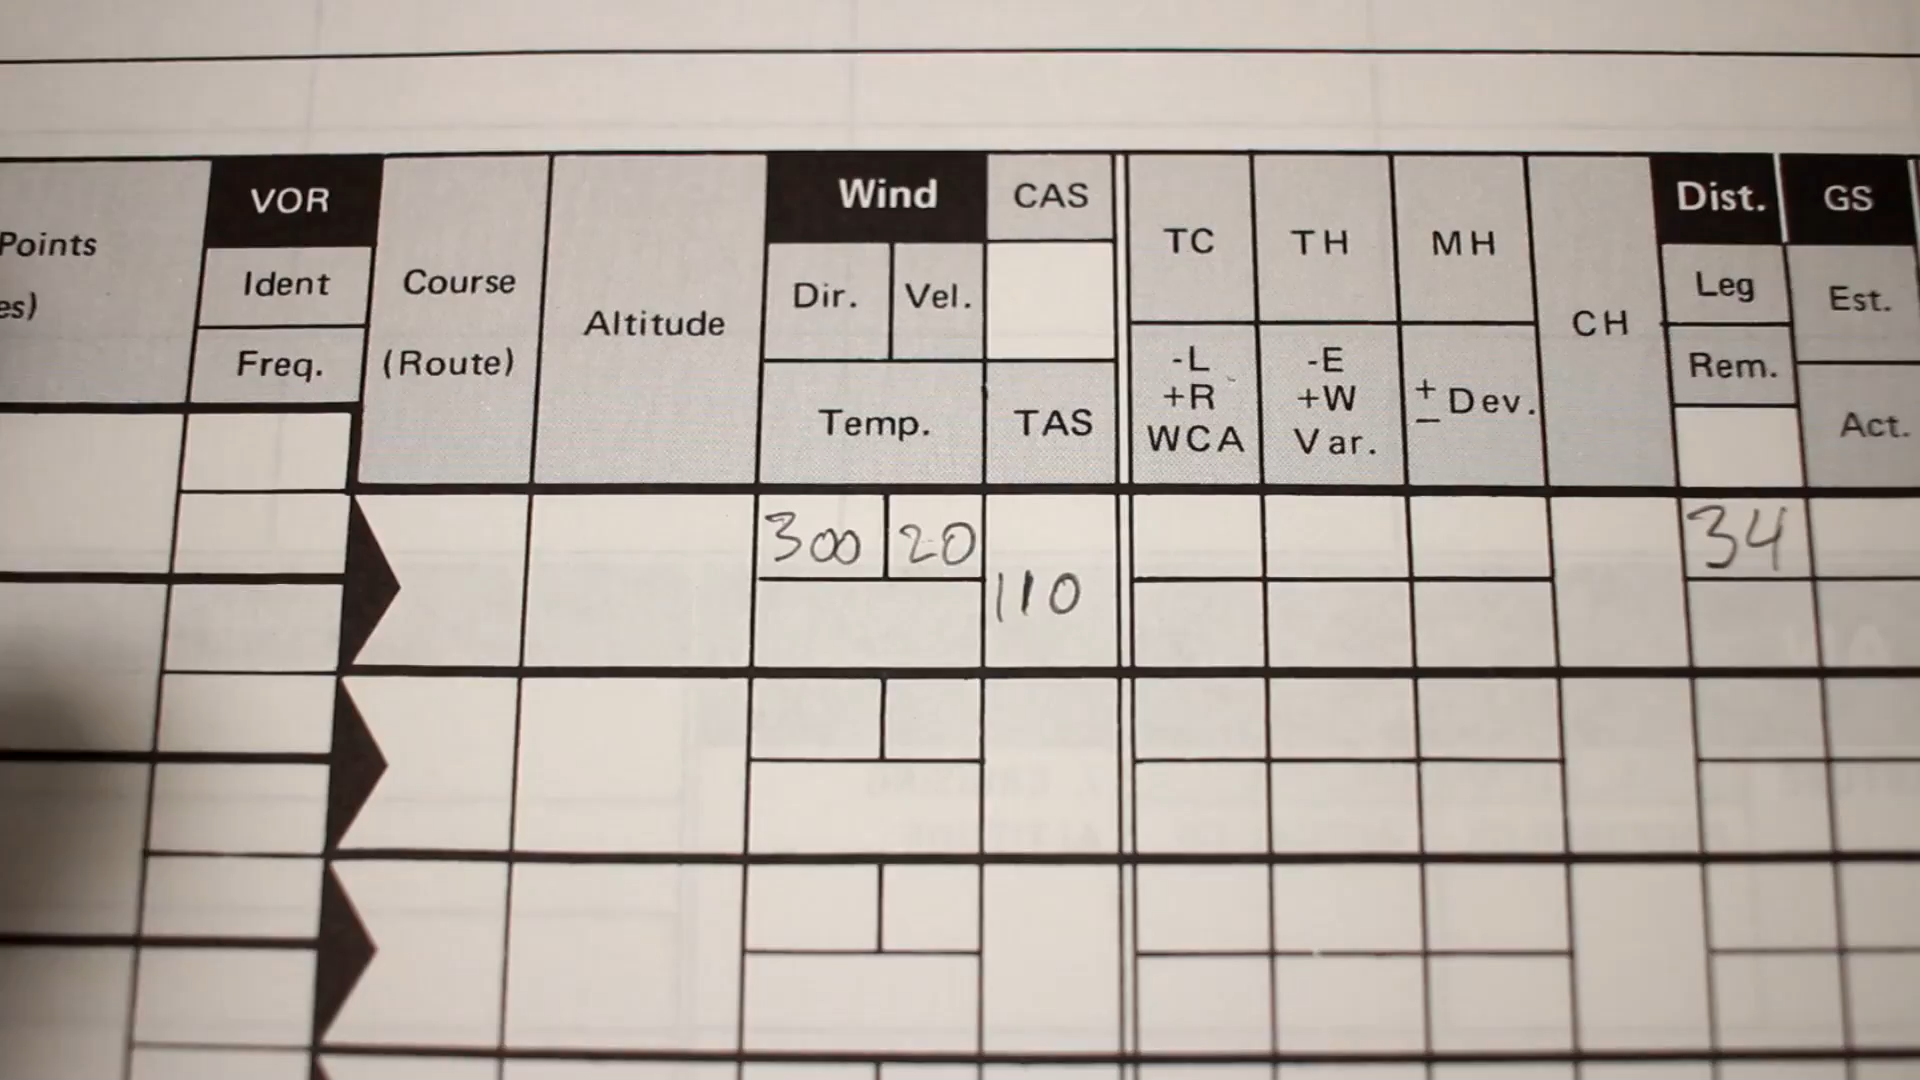 Points
es)
VOR
Ident
Freq.
Course
(Route)
Altitude
Wind
Dir.
Vel.
Temp.
CAS
TAS
TC
-L
+R
WCA
TH
-E
+W
Var.
MH
+
− Dev.
CH
Dist.
Leg
Rem.
GS
Est.
Act.
300
20
110
34